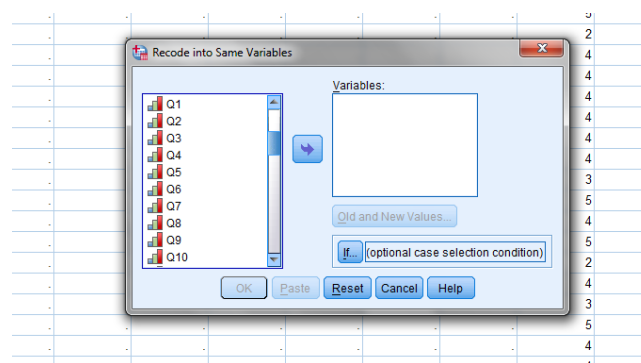 5
2
Recode into Same Variables
4
Variables:
4
Q1
4
Q2
4
Q3
4
Q4
4
Q5
3
Q6
5
Q7
Old and New Values...
4
Q8
5
Q9
If... (optional case selection condition)
2
Q10
4
OK Paste Reset Cancel Help
3
5
4